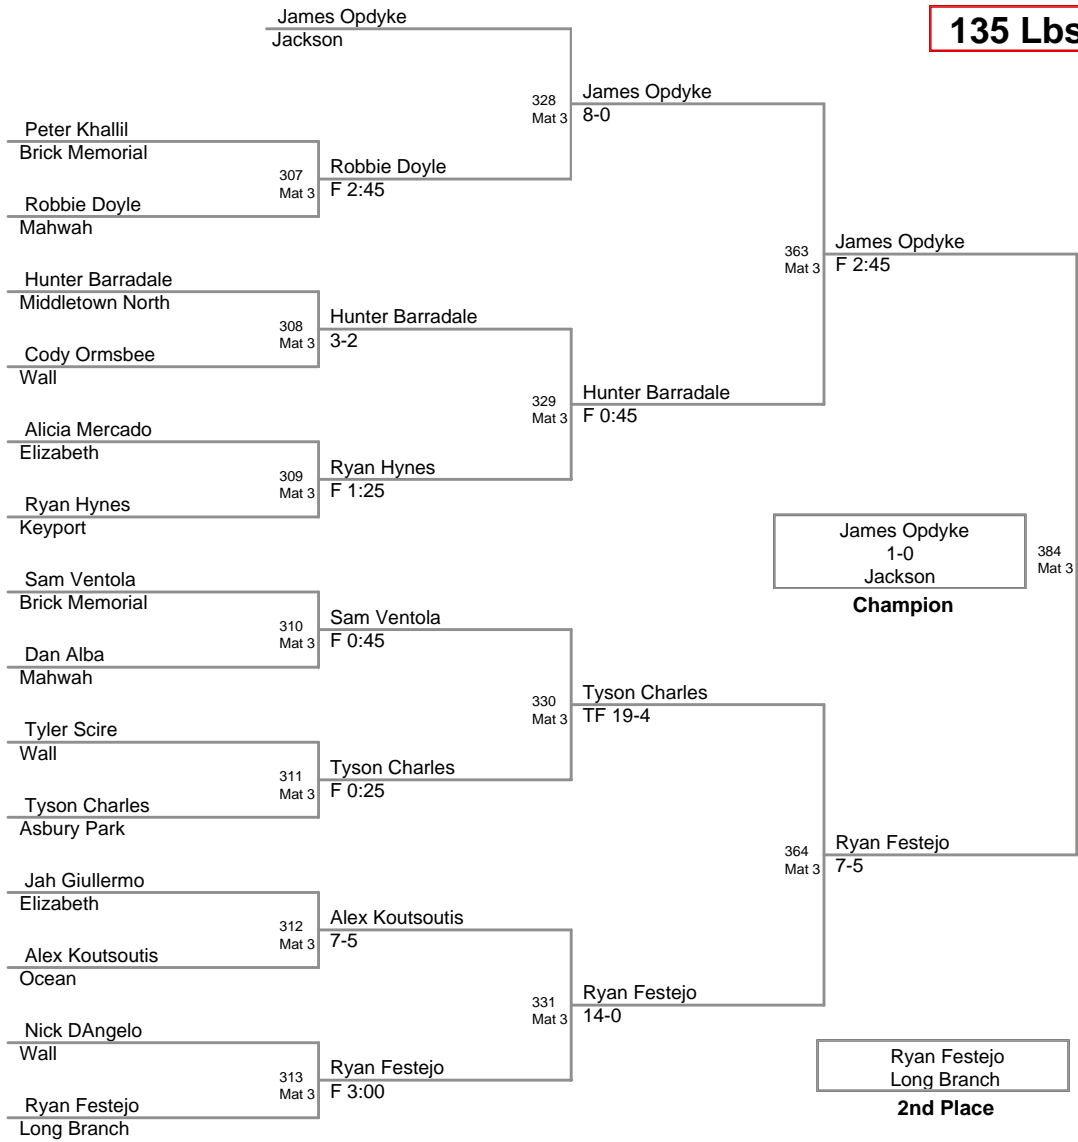 James Opdyke
Jackson
135 Lbs
328
Mat 3
James Opdyke
8-0
Peter Khallil
Brick Memorial
307
Mat 3
Robbie Doyle
F 2:45
Robbie Doyle
Mahwah
363
Mat 3
James Opdyke
F 2:45
Hunter Barradale
Middletown North
308
Mat 3
Hunter Barradale
3-2
Cody Ormsbee
Wall
329
Mat 3
Hunter Barradale
F 0:45
Alicia Mercado
Elizabeth
309
Mat 3
Ryan Hynes
F 1:25
Ryan Hynes
Keyport
James Opdyke
1-0
Jackson
Champion
384
Mat 3
Sam Ventola
Brick Memorial
310
Mat 3
Sam Ventola
F 0:45
Dan Alba
Mahwah
330
Mat 3
Tyson Charles
TF 19-4
Tyler Scire
Wall
311
Mat 3
Tyson Charles
F 0:25
Tyson Charles
Asbury Park
364
Mat 3
Ryan Festejo
7-5
Jah Giullermo
Elizabeth
312
Mat 3
Alex Koutsoutis
7-5
Alex Koutsoutis
Ocean
331
Mat 3
Ryan Festejo
14-0
Nick DAngelo
Wall
313
Mat 3
Ryan Festejo
F 3:00
Ryan Festejo
Long Branch
Ryan Festejo
Long Branch
2nd Place